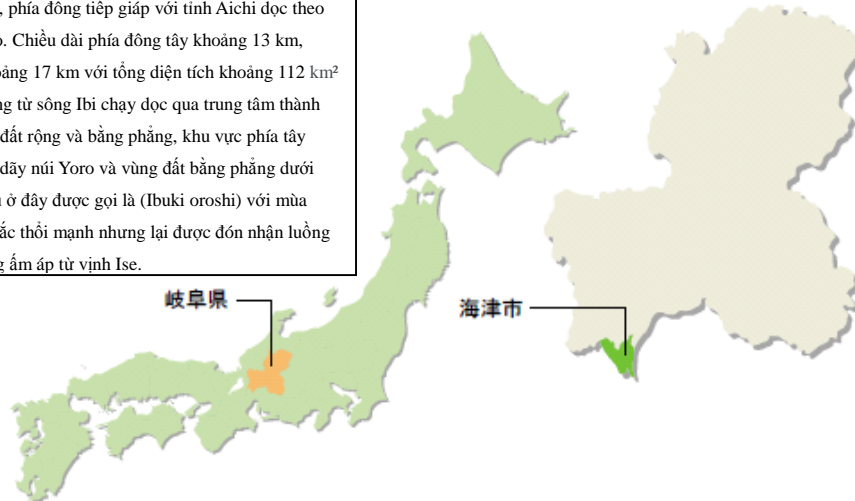 , phía đông tiếp giáp với tỉnh Aichi dọc theo
. Chiều dài phía đông tây khoảng 13 km,
17 km với tổng diện tích khoảng 112 km²
từ sông Ibi chạy dọc qua trung tâm thành
đất rộng và bằng phẳng, khu vực phía tây
dãy núi Yoro và vùng đất bằng phẳng dưới
ở đây được gọi là (Ibuki oroshi) với mùa
thổi mạnh nhưng lại được đón nhận luồng
ấm áp từ vịnh Ise.
岐阜県
海津市